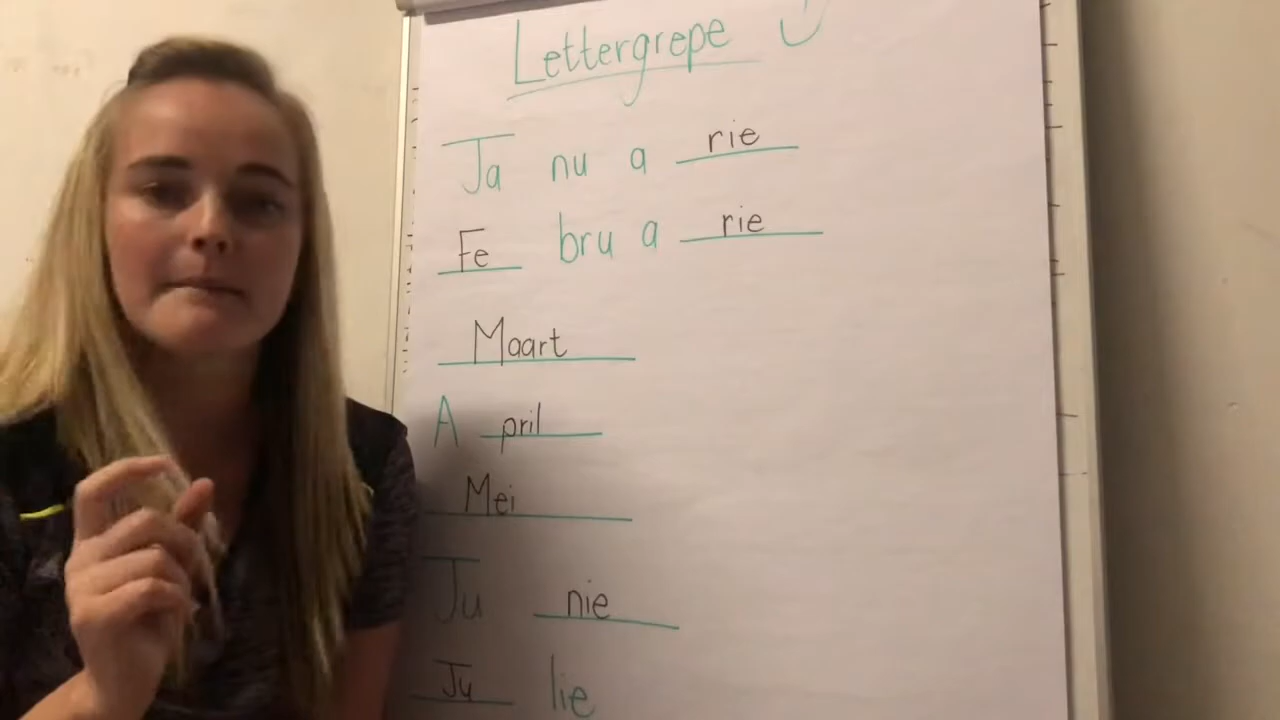 Lettergrepe
Ja nu a rie
Fe bru a rie
Maart
A pril
Mei
Ju nie
Ju lie